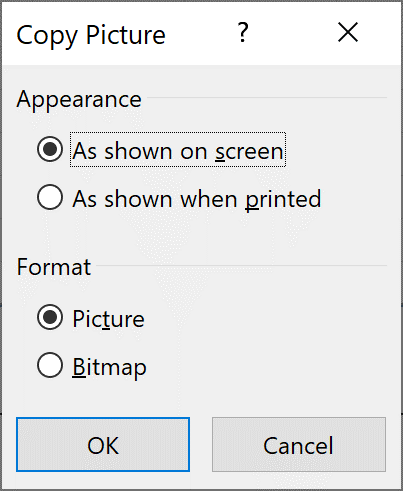 Copy Picture ?
Appearance
As shown on screen
As shown when printed
Format
Picture
Bitmap
OK Cancel